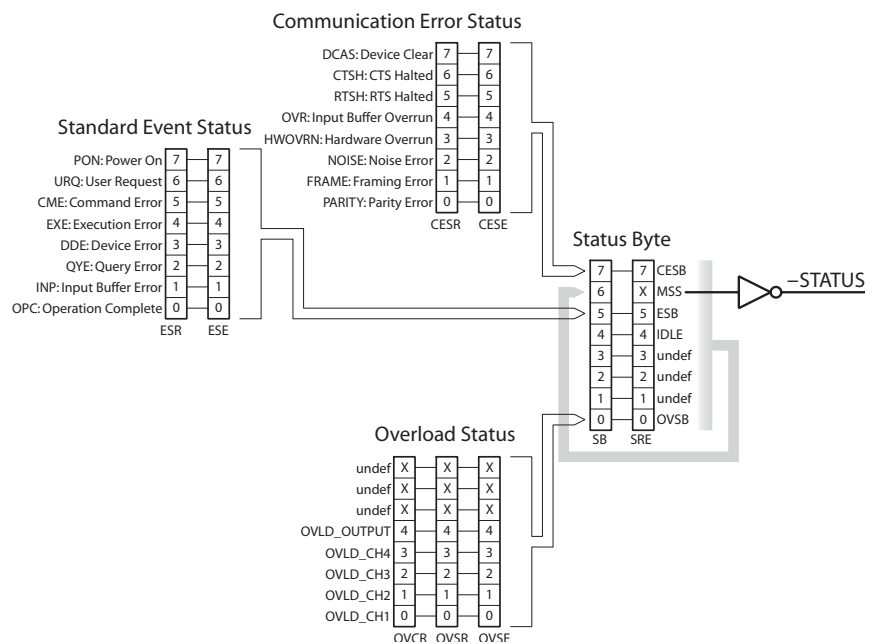 Communication Error Status
DCAS: Device Clear 7 7
CTSH: CTS Halted 6 6
RTSH: RTS Halted 5 5
OVR: Input Buffer Overrun 4 4
HWOVRN: Hardware Overrun 3 3
NOISE: Noise Error 2 2
FRAME: Framing Error 1 1
PARITY: Parity Error 0 0
CESR CESE
Standard Event Status
PON: Power On 7 7
URQ: User Request 6 6
CME: Command Error 5 5
EXE: Execution Error 4 4
DDE: Device Error 3 3
QYE: Query Error 2 2
INP: Input Buffer Error 1 1
OPC: Operation Complete 0 0
ESR ESE
Status Byte
7 7 CESB
6 X MSS
5 5 ESB
4 4 IDLE
3 3 undef
2 2 undef
1 1 undef
0 0 OVSB
SB SRE
–STATUS
Overload Status
undef X X X
undef X X X
undef X X X
OVLD_OUTPUT 4 4 4
OVLD_CH4 3 3 3
OVLD_CH3 2 2 2
OVLD_CH2 1 1 1
OVLD_CH1 0 0 0
OVCR OVSR OVSE